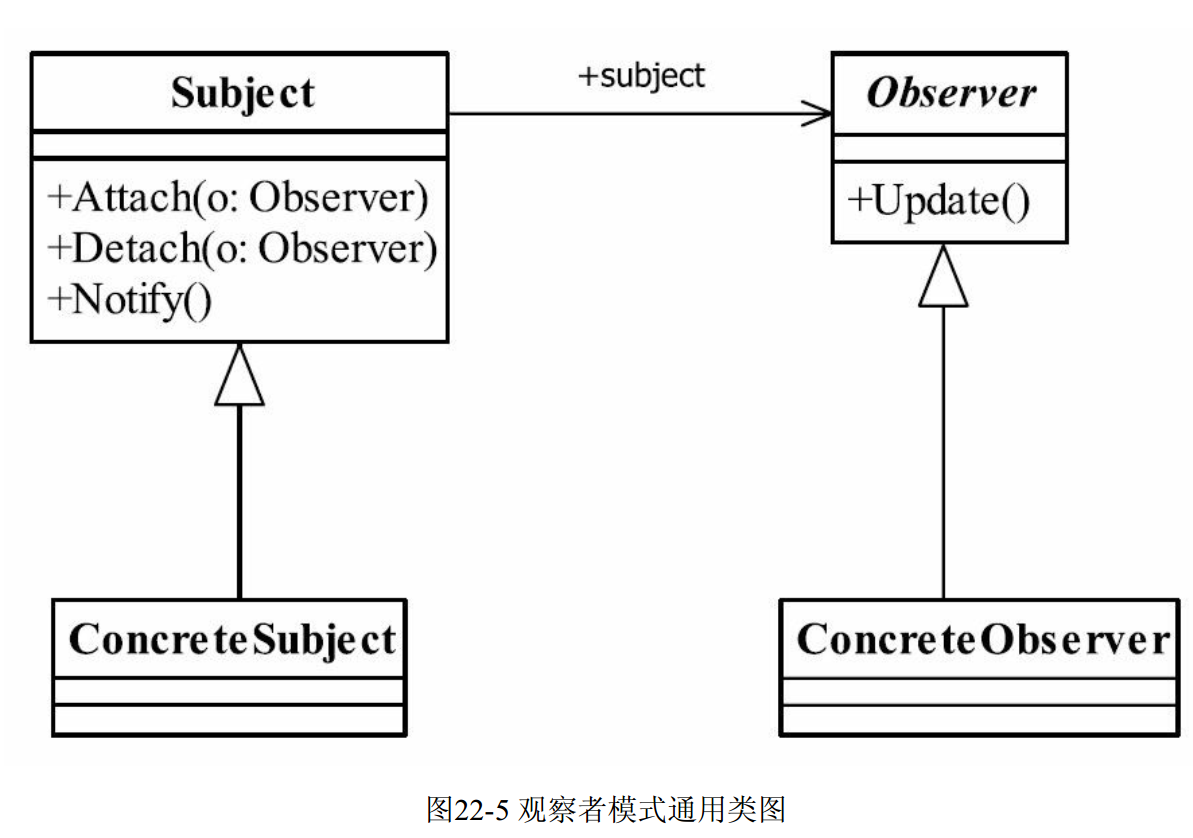 Subject
+Attach(o: Observer)
+Detach(o: Observer)
+Notify()
+subject
Observer
+Update()
ConcreteSubject
ConcreteObserver
图22-5 观察者模式通用类图